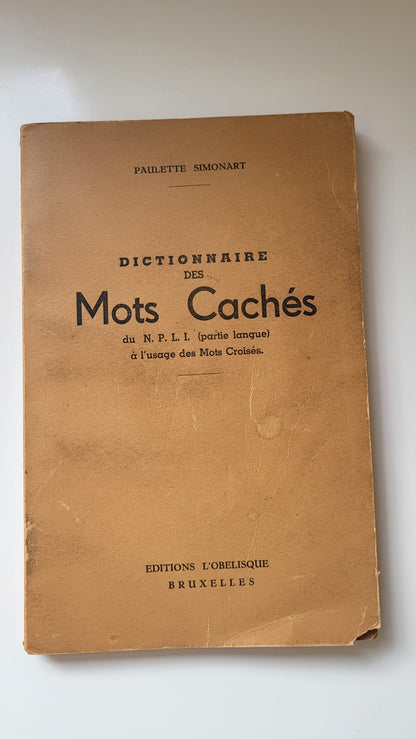 PAULETTE SIMONART
DICTIONNAIRE
DES
Mots Cachés
du N. P. L. I. (partie langue)
à l'usage des Mots Croisés.
EDITIONS L'OBELISQUE
BRUXELLES